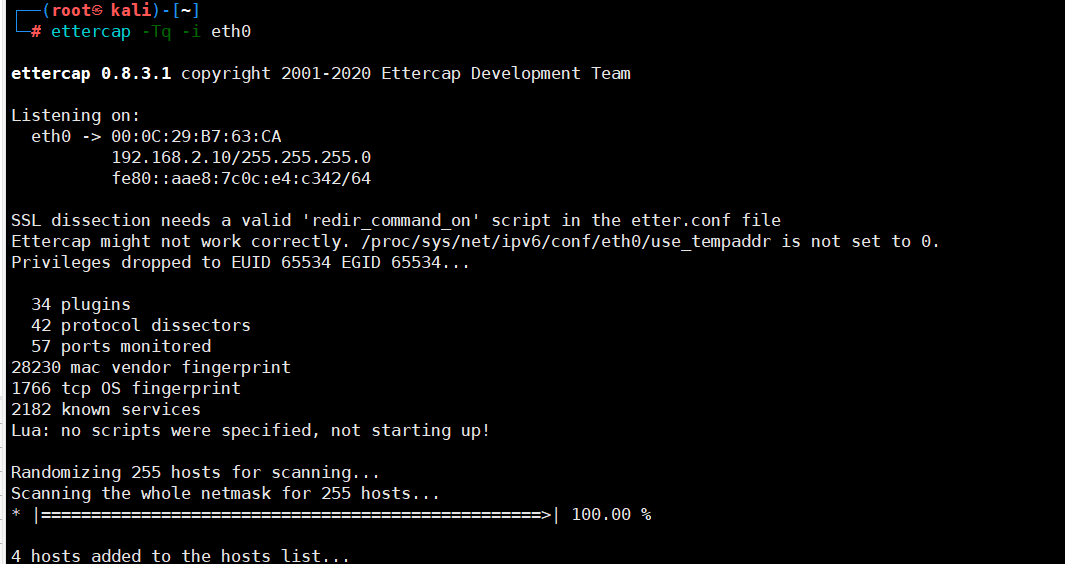 ┌──(root㉿kali)-[~]
└─# ettercap -Tq -i eth0
ettercap 0.8.3.1 copyright 2001-2020 Ettercap Development Team
Listening on:
eth0 -> 00:0C:29:B7:63:CA
192.168.2.10/255.255.255.0
fe80::aae8:7c0c:e4:c342/64
SSL dissection needs a valid 'redir_command_on' script in the etter.conf file
Ettercap might not work correctly. /proc/sys/net/ipv6/conf/eth0/use_tempaddr is not set to 0.
Privileges dropped to EUID 65534 EGID 65534...
34 plugins
42 protocol dissectors
57 ports monitored
28230 mac vendor fingerprint
1766 tcp OS fingerprint
2182 known services
Lua: no scripts were specified, not starting up!
Randomizing 255 hosts for scanning...
Scanning the whole netmask for 255 hosts...
* |==================================================>| 100.00 %
4 hosts added to the hosts list...